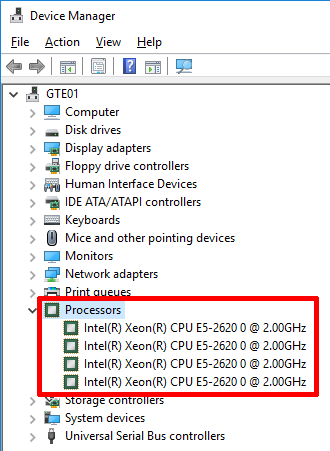 Device Manager
File Action View Help
GTE01
Computer
Disk drives
Display adapters
Floppy drive controllers
Human Interface Devices
IDE ATA/ATAPI controllers
Keyboards
Mice and other pointing devices
Monitors
Network adapters
Print queues
Processors
Intel(R) Xeon(R) CPU E5-2620 0 @ 2.00GHz
Intel(R) Xeon(R) CPU E5-2620 0 @ 2.00GHz
Intel(R) Xeon(R) CPU E5-2620 0 @ 2.00GHz
Intel(R) Xeon(R) CPU E5-2620 0 @ 2.00GHz
Storage controllers
System devices
Universal Serial Bus controllers